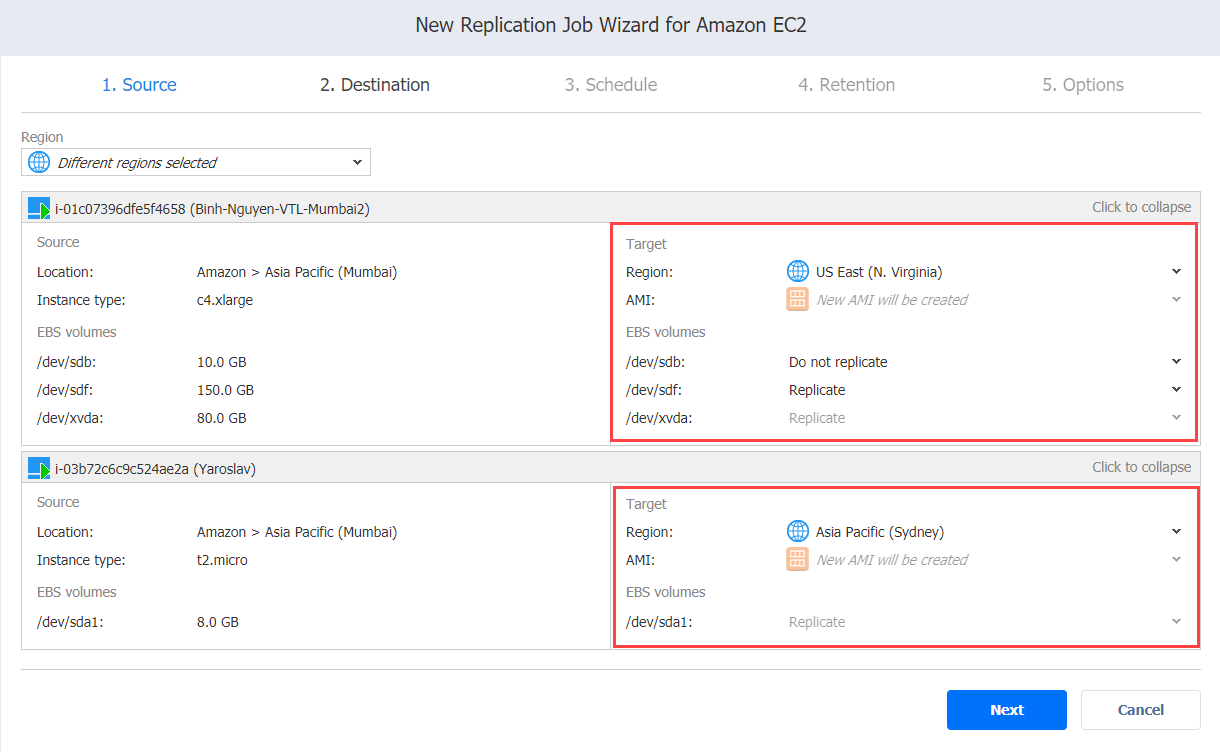 New Replication Job Wizard for Amazon EC2
1. Source 2. Destination 3. Schedule 4. Retention 5. Options
Region
Different regions selected
i-01c07396dfe5f4658 (Binh-Nguyen-VTL-Mumbai2) Click to collapse
Source
Location: Amazon > Asia Pacific (Mumbai)
Instance type: c4.xlarge
EBS volumes
/dev/sdb: 10.0 GB
/dev/sdf: 150.0 GB
/dev/xvda: 80.0 GB
Target
Region: US East (N. Virginia)
AMI: New AMI will be created
EBS volumes
/dev/sdb: Do not replicate
/dev/sdf: Replicate
/dev/xvda: Replicate
i-03b72c6c9c524ae2a (Yaroslav) Click to collapse
Source
Location: Amazon > Asia Pacific (Mumbai)
Instance type: t2.micro
EBS volumes
/dev/sda1: 8.0 GB
Target
Region: Asia Pacific (Sydney)
AMI: New AMI will be created
EBS volumes
/dev/sda1: Replicate
Next Cancel